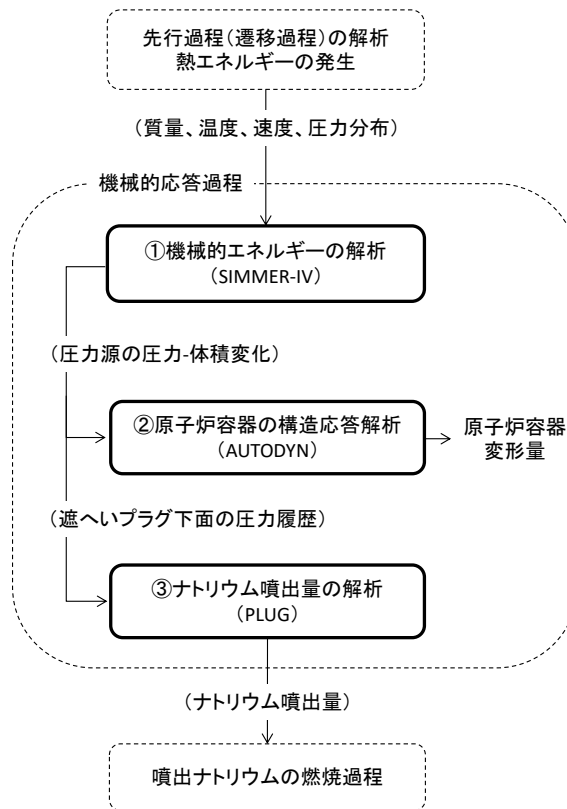 先行過程（遷移過程）の解析
熱エネルギーの発生
（質量、温度、速度、圧力分布）
機械的応答過程
①機械的エネルギーの解析
（SIMMER-IV）
（圧力源の圧力-体積変化）
②原子炉容器の構造応答解析
（AUTODYN）
原子炉容器
変形量
（遮へいプラグ下面の圧力履歴）
③ナトリウム噴出量の解析
（PLUG）
（ナトリウム噴出量）
噴出ナトリウムの燃焼過程